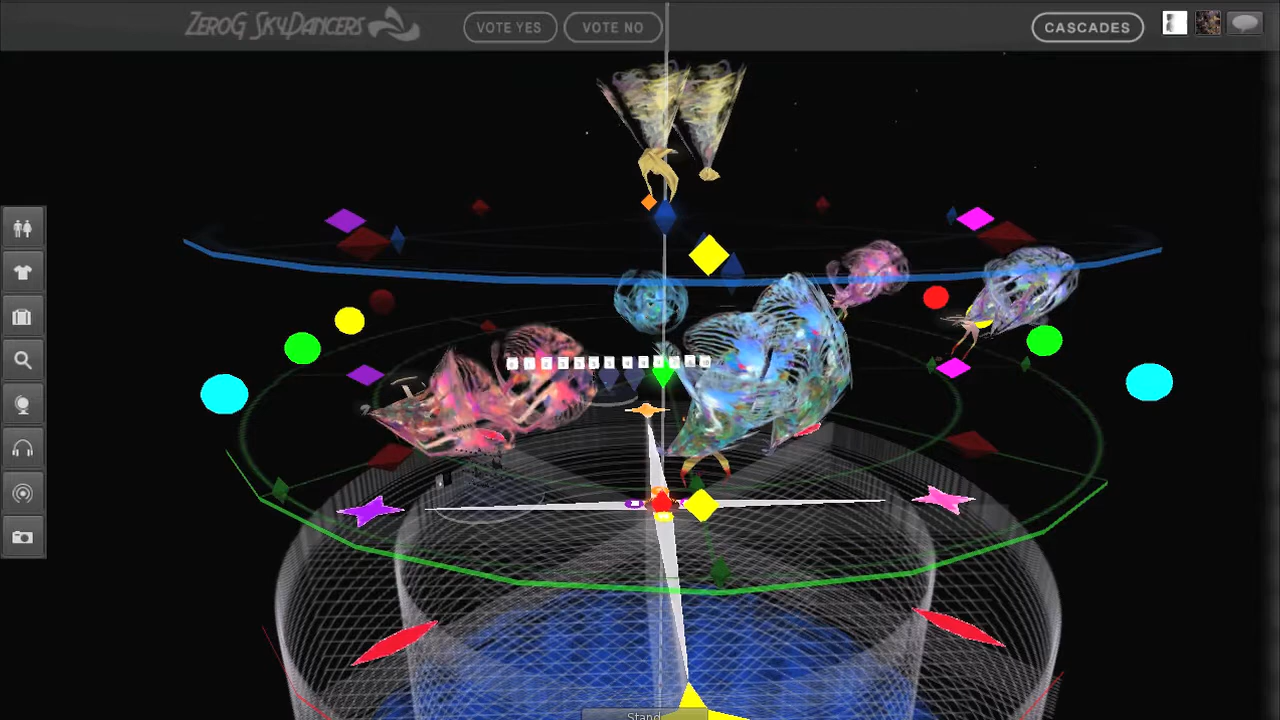 ZEROG SKYDANCERS
VOTE YES
VOTE NO
CASCADES
Stand